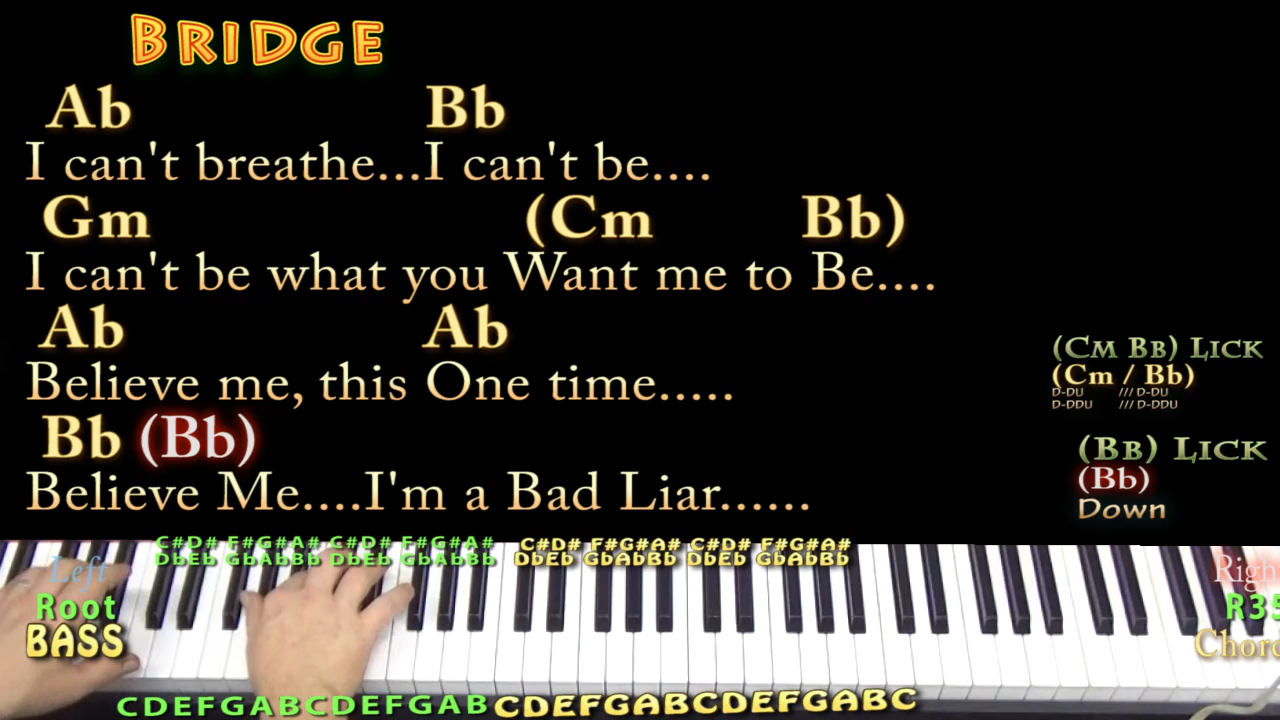 BRIDGE
Ab Bb
I can't breathe...I can't be....
Gm (Cm Bb)
I can't be what you Want me to Be....
Ab Ab
Believe me, this One time.....
Bb (Bb)
Believe Me....I'm a Bad Liar......
(Cm Bb) Lick
(Cm / Bb)
D-DU /// D-DU
D-DDU /// D-DDU
(Bb) Lick
(Bb)
Down
C#D# F#G#A# C#D# F#G#A# C#D# F#G#A# C#D# F#G#A#
DbEb GbAbBb DbEb GbAbBb DbEb GbAbBb DbEb GbAbBb
Left
Root
BASS
Righ
R35
Chord
CDEFGABCDEFGAB CDEFGABCDEFGABC